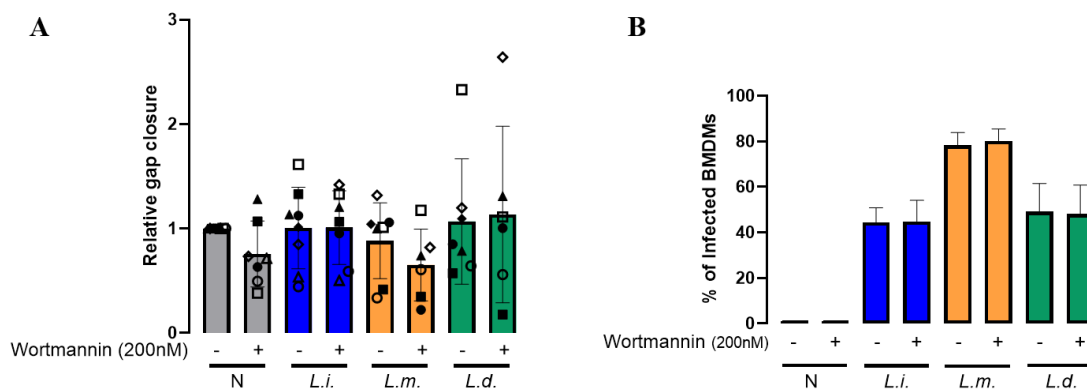 A
Relative gap closure
3
2
1
0
Wortmannin (200nM) - + - + - + - +
N L.i. L.m. L.d.
B
% of Infected BMDMs
100
80
60
40
20
0
Wortmannin (200nM) - + - + - + - +
N L.i. L.m. L.d.